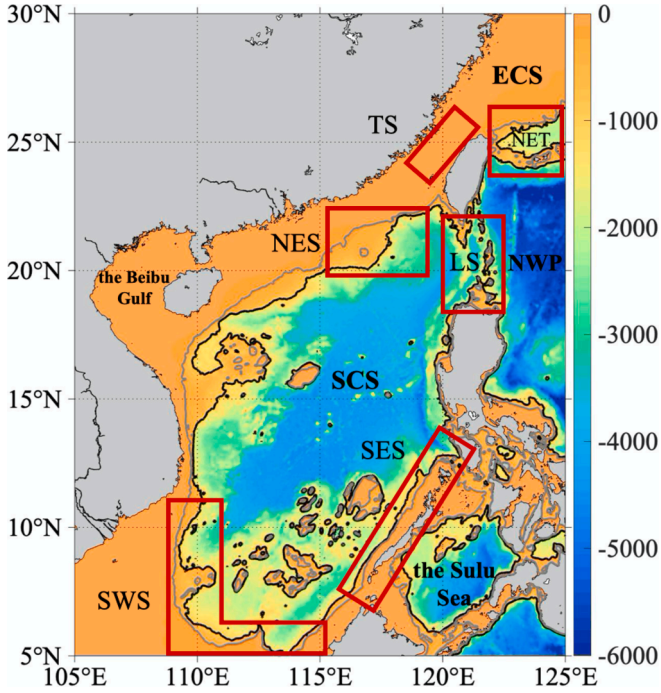 30°N
0
ECS
TS
-1000
25°N
NET
-2000
NES
LS
NWP
20°N
the Beibu
Gulf
-3000
SCS
15°N
-4000
SES
10°N
-5000
the Sulu
Sea
SWS
5°N
-6000
105°E
110°E
115°E
120°E
125°E